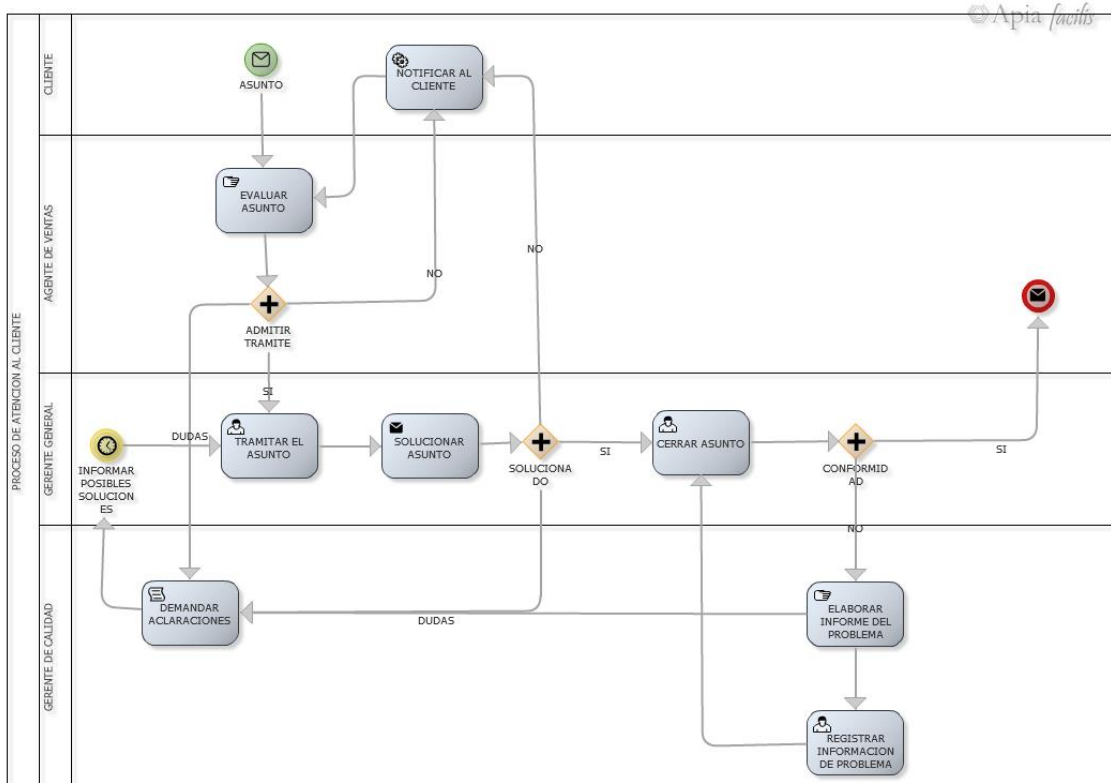 © Apia facilis
PROCESO DE ATENCION AL CLIENTE
CLIENTE
ASUNTO
NOTIFICAR AL
CLIENTE
AGENTE DE VENTAS
EVALUAR
ASUNTO
NO
NO
ADMITIR
TRAMITE
GERENTE GENERAL
SI
DUDAS
TRAMITAR EL
ASUNTO
SOLUCIONAR
ASUNTO
SOLUCIONA
DO
SI
CERRAR ASUNTO
CONFORMID
AD
SI
INFORMAR
POSIBLES
SOLUCION
ES
NO
GERENTE DE CALIDAD
DEMANDAR
ACLARACIONES
DUDAS
ELABORAR
INFORME DEL
PROBLEMA
REGISTRAR
INFORMACION
DE PROBLEMA